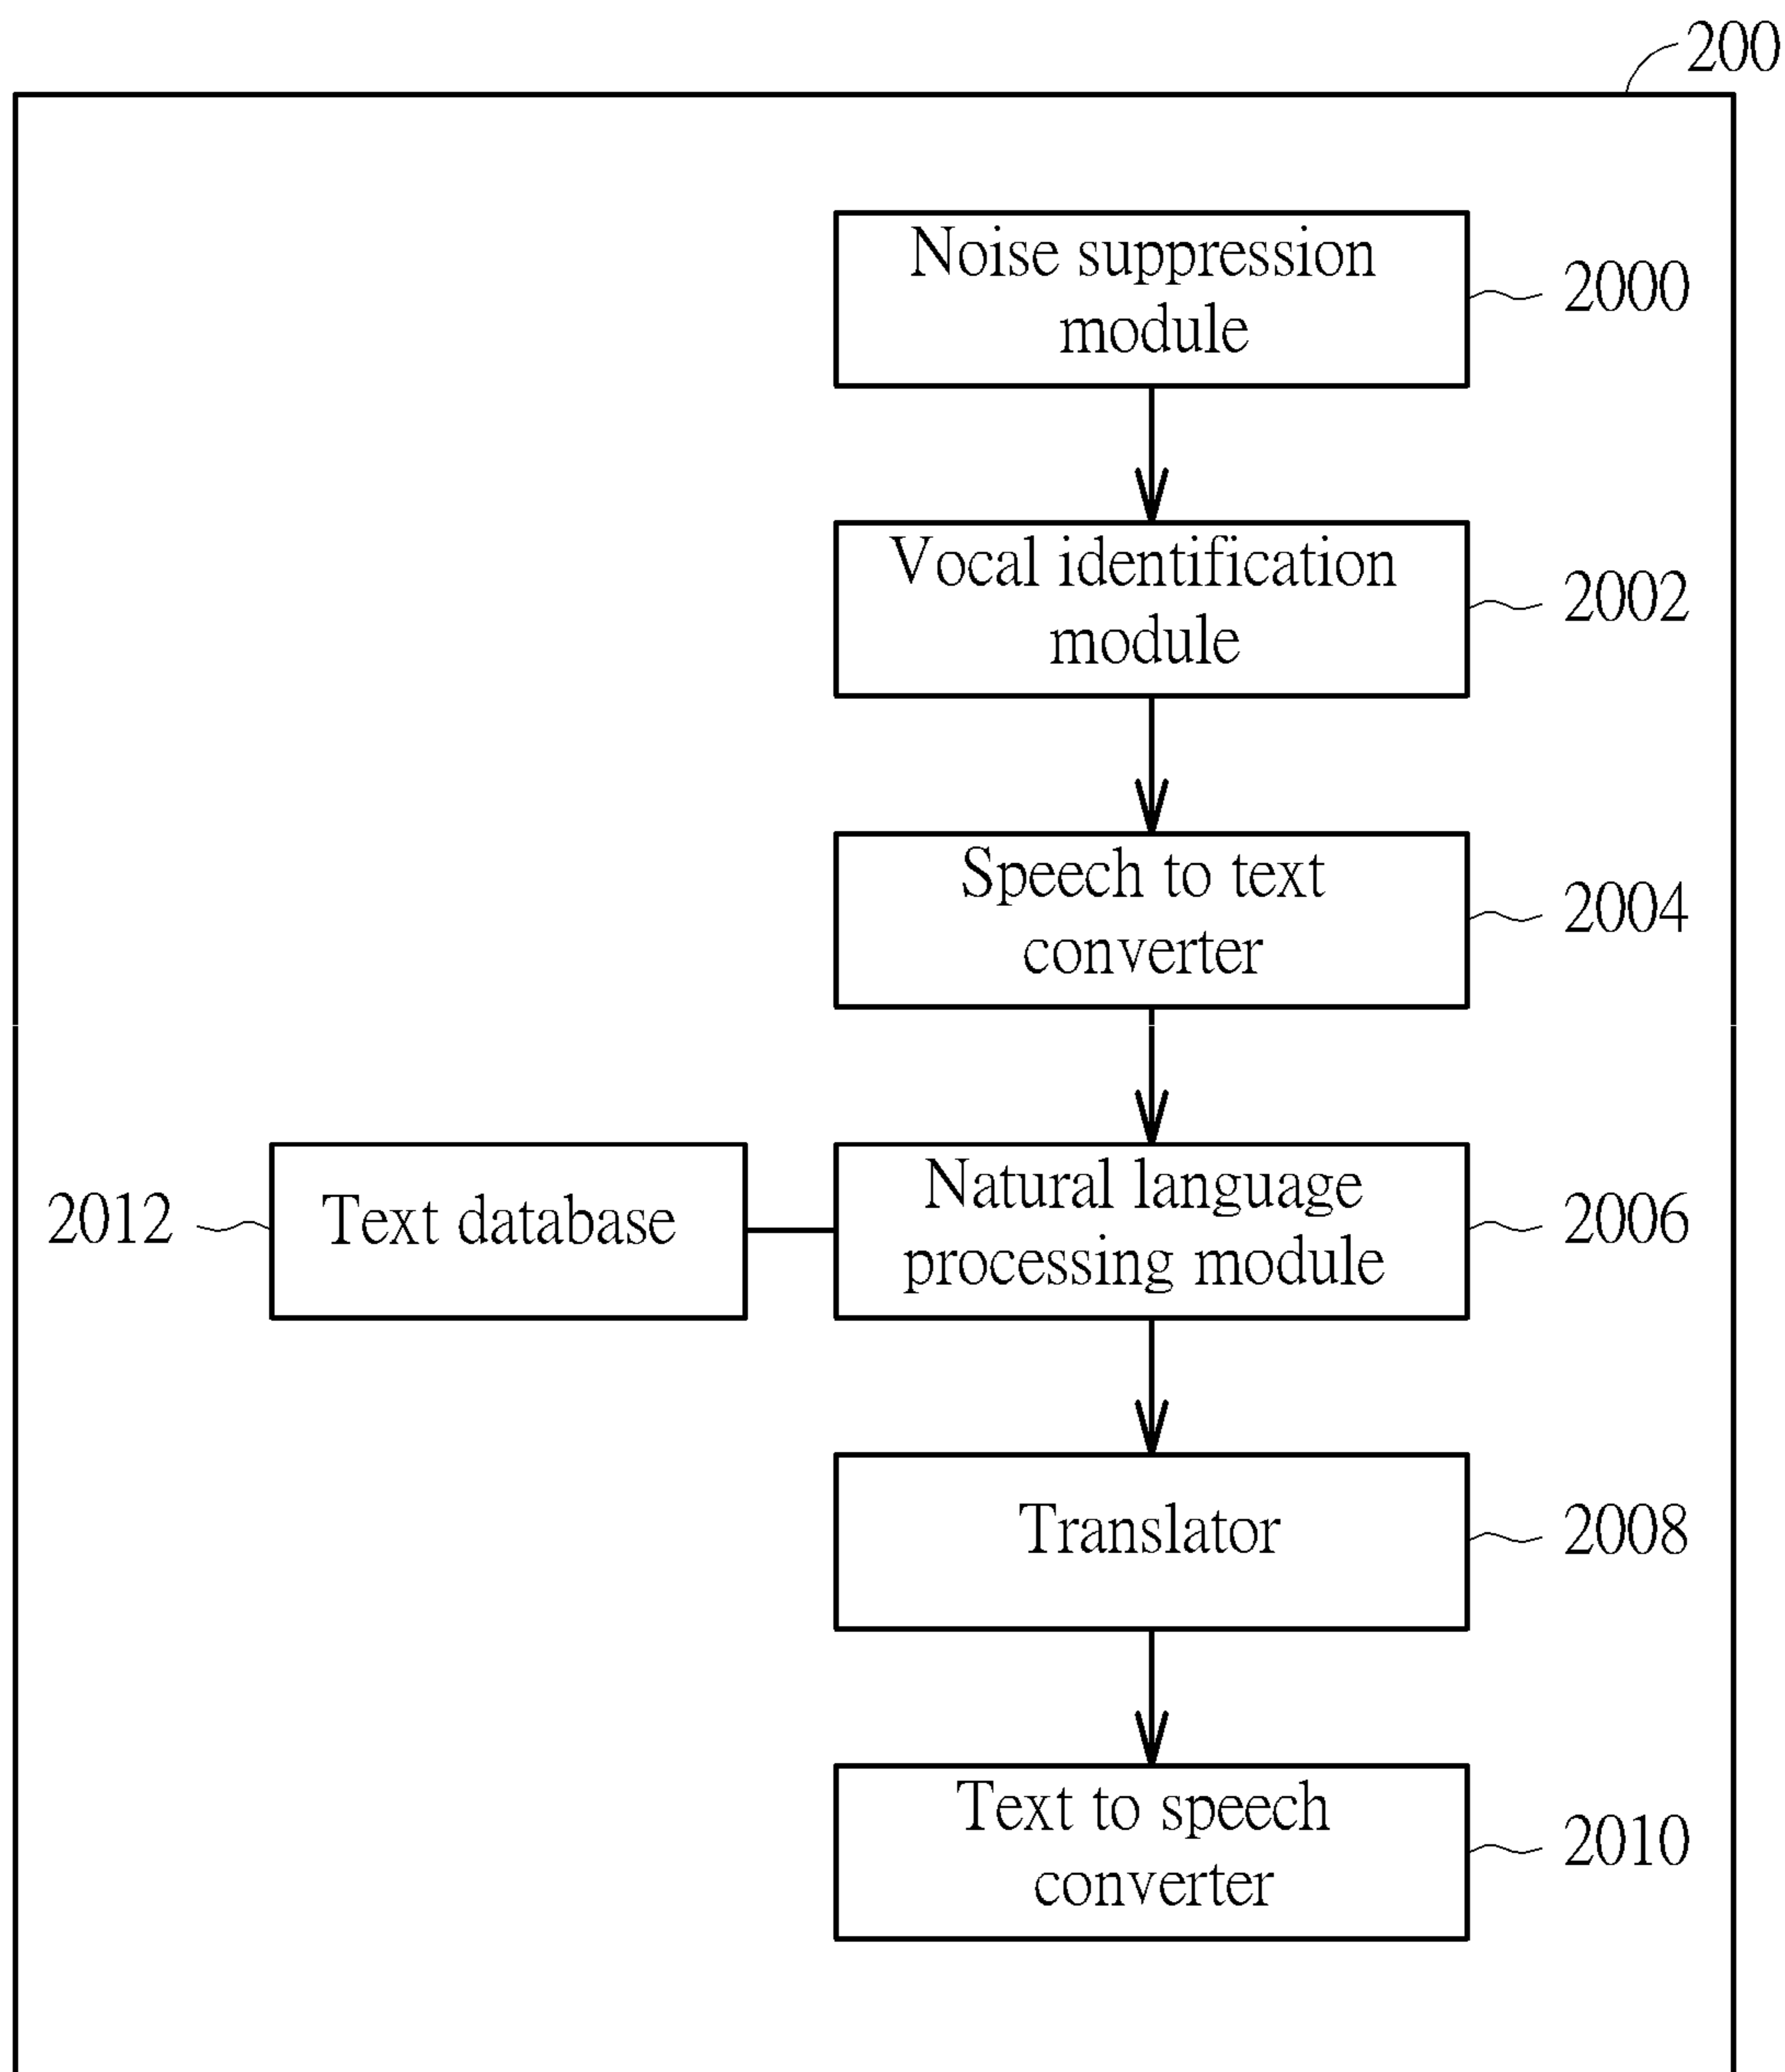 200
Noise suppression
module
2000
Vocal identification
module
2002
Speech to text
converter
2004
2012
Text database
Natural language
processing module
2006
Translator
2008
Text to speech
converter
2010